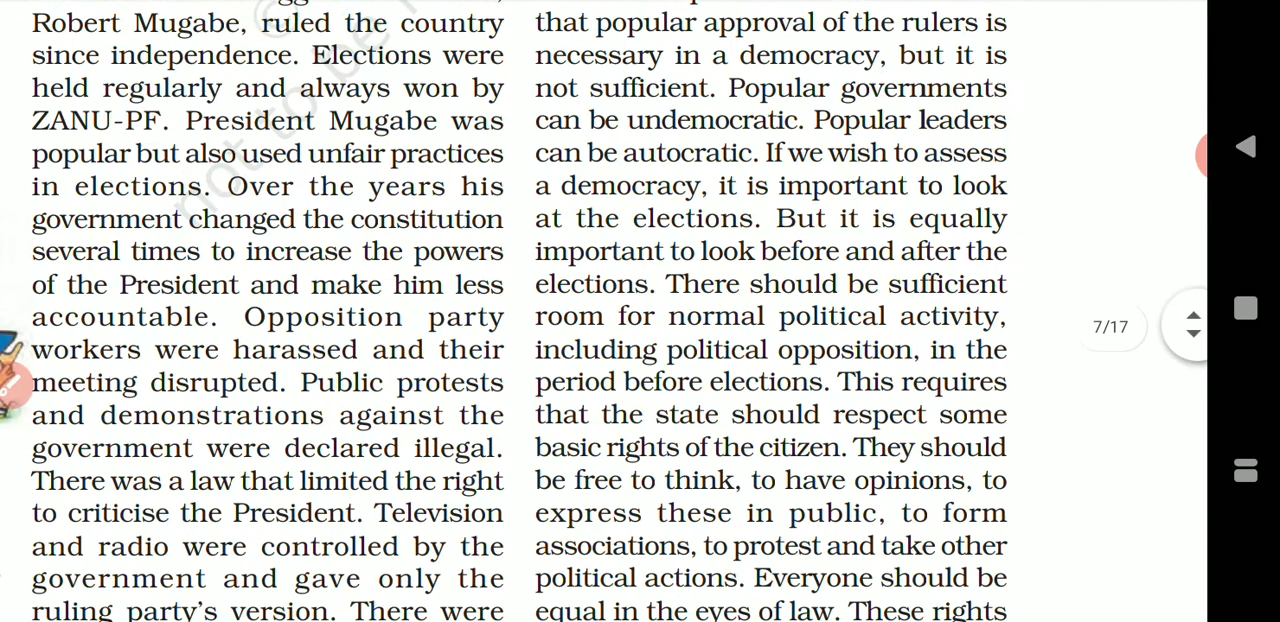 Robert Mugabe, ruled the country
since independence. Elections were
held regularly and always won by
ZANU-PF. President Mugabe was
popular but also used unfair practices
in elections. Over the years his
government changed the constitution
several times to increase the powers
of the President and make him less
accountable. Opposition party
workers were harassed and their
meeting disrupted. Public protests
and demonstrations against the
government were declared illegal.
There was a law that limited the right
to criticise the President. Television
and radio were controlled by the
government and gave only the
ruling party's version. There were
that popular approval of the rulers is
necessary in a democracy, but it is
not sufficient. Popular governments
can be undemocratic. Popular leaders
can be autocratic. If we wish to assess
a democracy, it is important to look
at the elections. But it is equally
important to look before and after the
elections. There should be sufficient
room for normal political activity,
including political opposition, in the
period before elections. This requires
that the state should respect some
basic rights of the citizen. They should
be free to think, to have opinions, to
express these in public, to form
associations, to protest and take other
political actions. Everyone should be
equal in the eyes of law. These rights
not to be
7/17